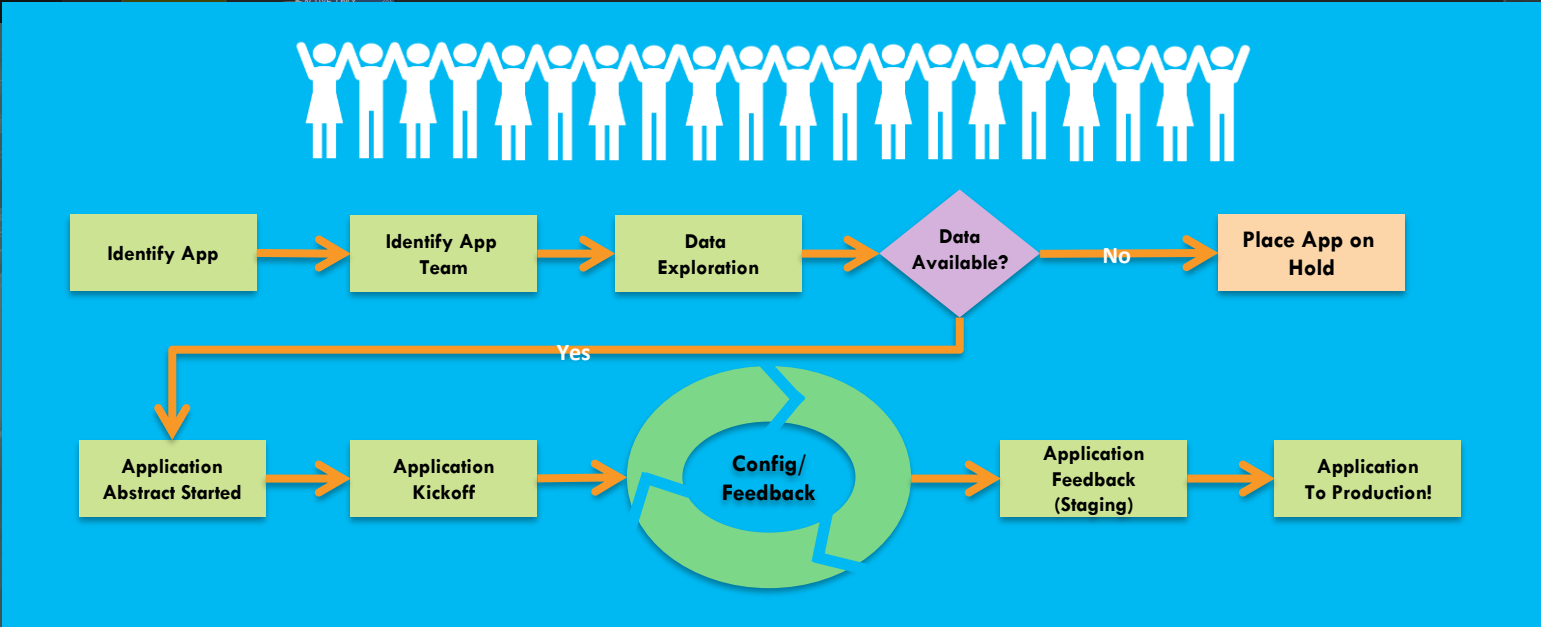 Identify App
Identify App
Team
Data
Exploration
Data
Available?
No
Place App on
Hold
Yes
Application
Abstract Started
Application
Kickoff
Config/
Feedback
Application
Feedback
(Staging)
Application
To Production!